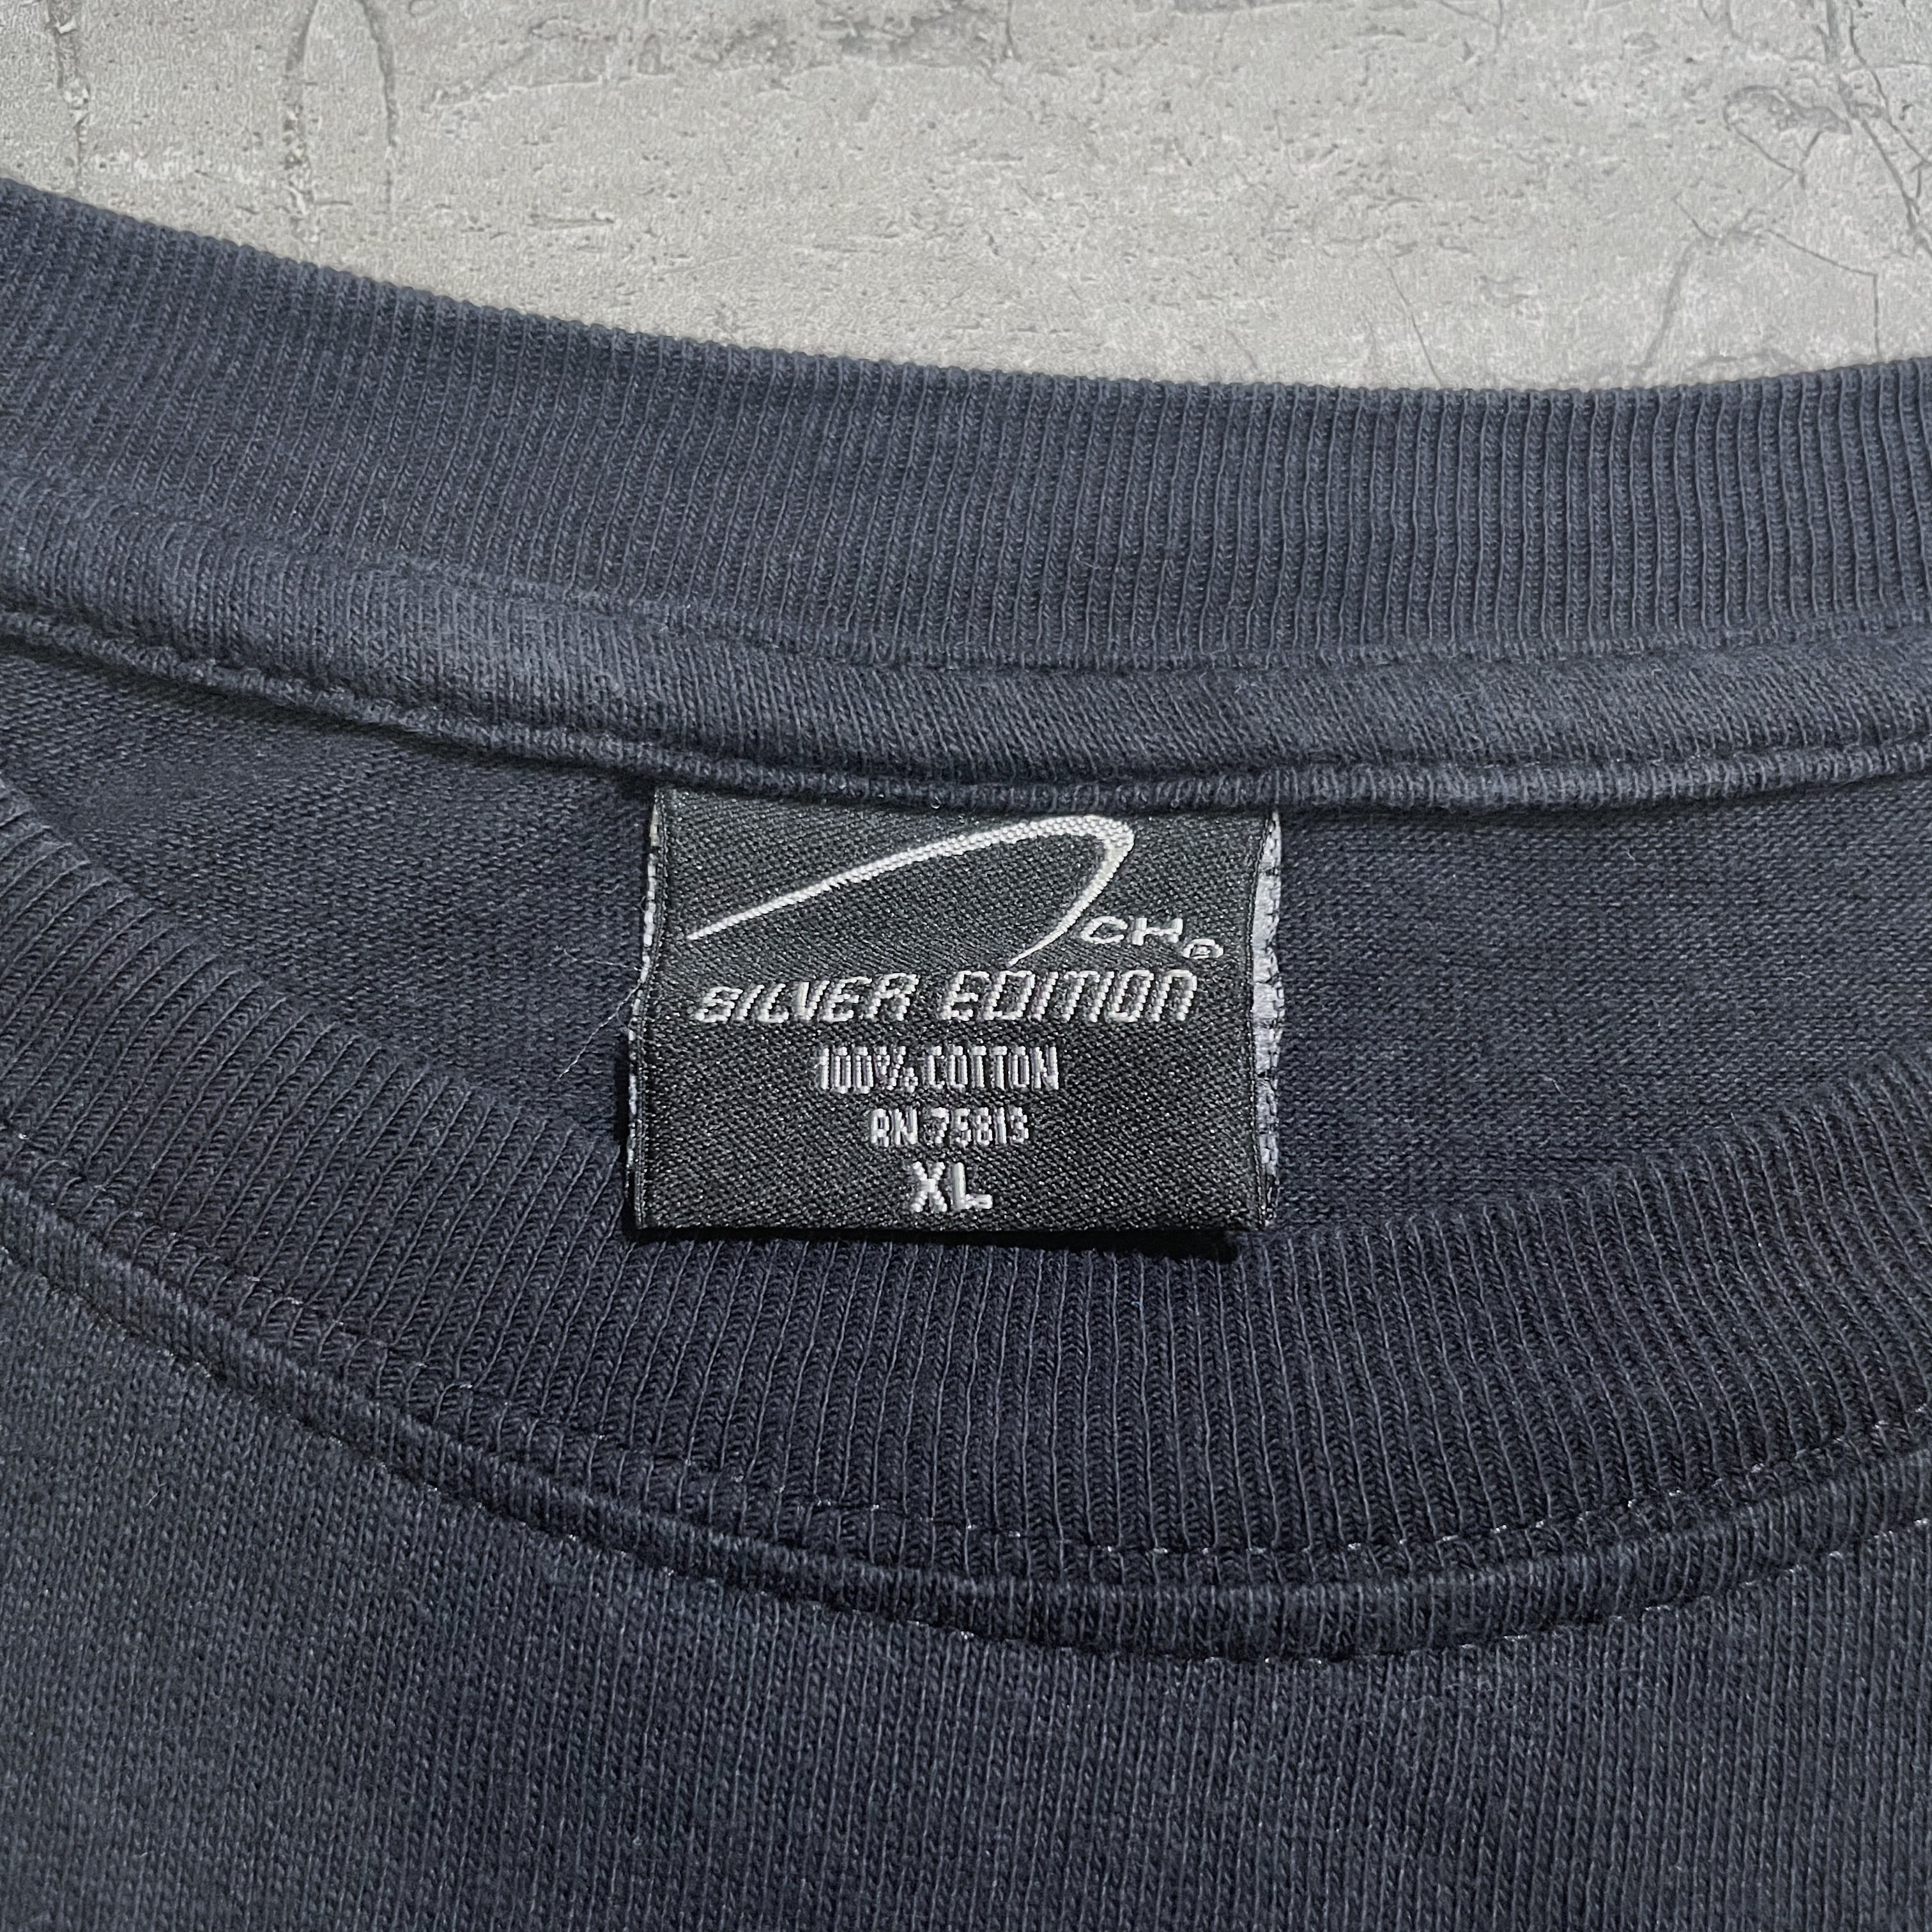 CH®
SILVER EDITION
100% COTTON
RN 75813
XL